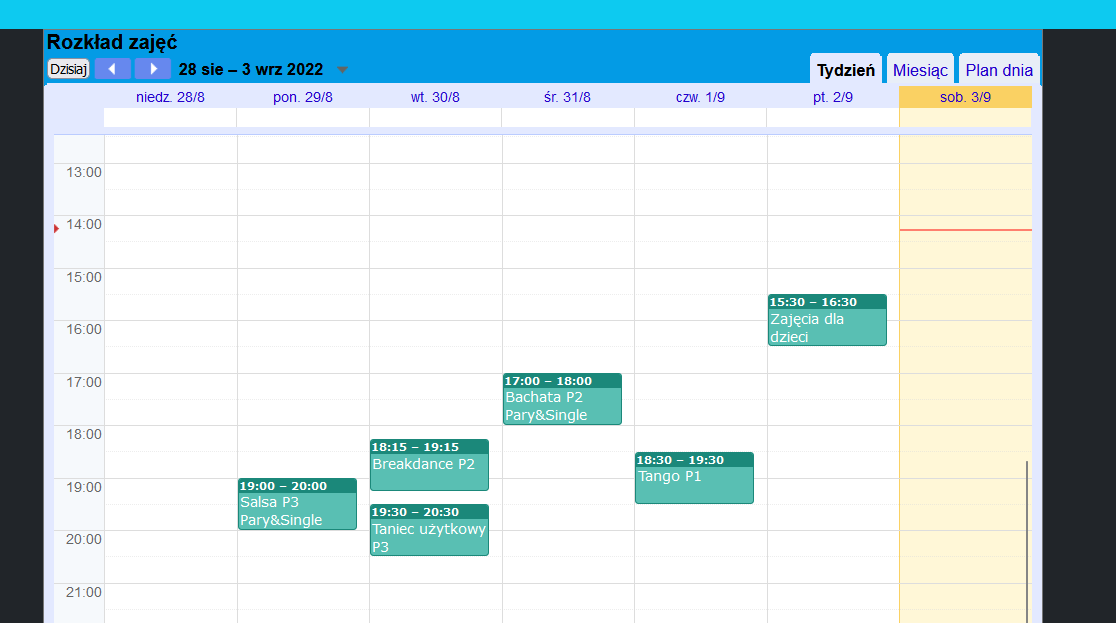 Rozkład zajęć
Dzisiaj
28 sie – 3 wrz 2022
Tydzień
Miesiąc
Plan dnia
niedz. 28/8
pon. 29/8
wt. 30/8
śr. 31/8
czw. 1/9
pt. 2/9
sob. 3/9
13:00
14:00
15:00
15:30 – 16:30
Zajęcia dla
dzieci
16:00
17:00
17:00 – 18:00
Bachata P2
Pary&Single
18:00
18:15 – 19:15
Breakdance P2
18:30 – 19:30
Tango P1
19:00
19:00 – 20:00
Salsa P3
Pary&Single
19:30 – 20:30
Taniec użytkowy
P3
20:00
21:00